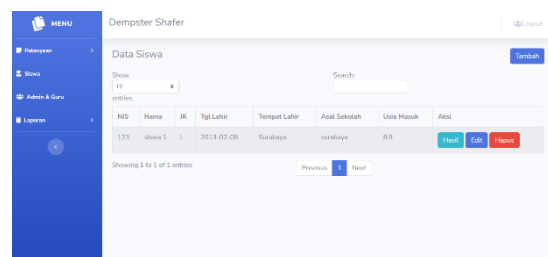 MENU
Dempster Shafer
Logout
Pekerjaan
Siswa
Admin & Guru
Laporan
Data Siswa
Tambah
Show
10
entries
Search:
NIS Nama JK Tgl Lahir Tempat Lahir Asal Sekolah Usia Masuk Aksi
123 siswa 1 L 2013-02-08 Surabaya surabaya 8.9 Hasil Edit Hapus
Showing 1 to 1 of 1 entries
Previous 1 Next